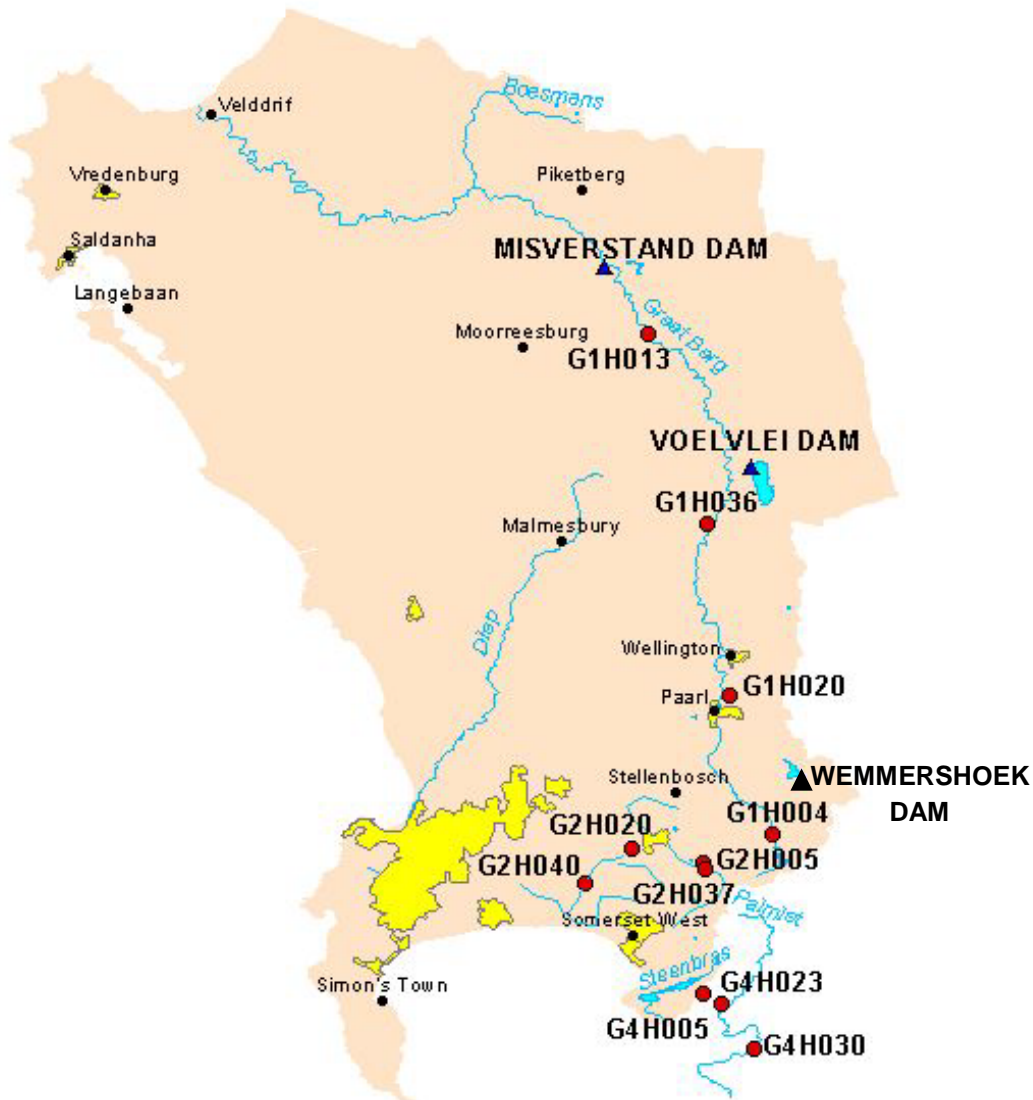 Boesmans
Velddrif
Vredenburg
Piketberg
Saldanha
MISVERSTAND DAM
Langebaan
Groot Berg
Moorreesburg
G1H013
VOELVLEI DAM
G1H036
Malmesbury
Diep
Wellington
G1H020
Paarl
Stellenbosch
WEMMERSHOEK
DAM
G1H004
G2H020
G2H005
G2H040
G2H037
Palmiet
Somerset West
Steenbras
G4H023
Simon's Town
G4H005
G4H030